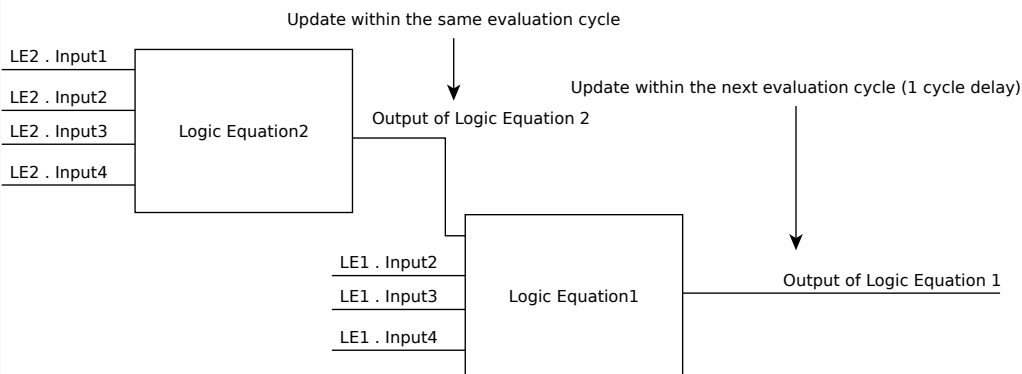 Update within the same evaluation cycle
LE2 . Input1
Update within the next evaluation cycle (1 cycle delay)
LE2 . Input2
Output of Logic Equation 2
LE2 . Input3
Logic Equation2
LE2 . Input4
LE1 . Input2
Output of Logic Equation 1
LE1 . Input3
Logic Equation1
LE1 . Input4